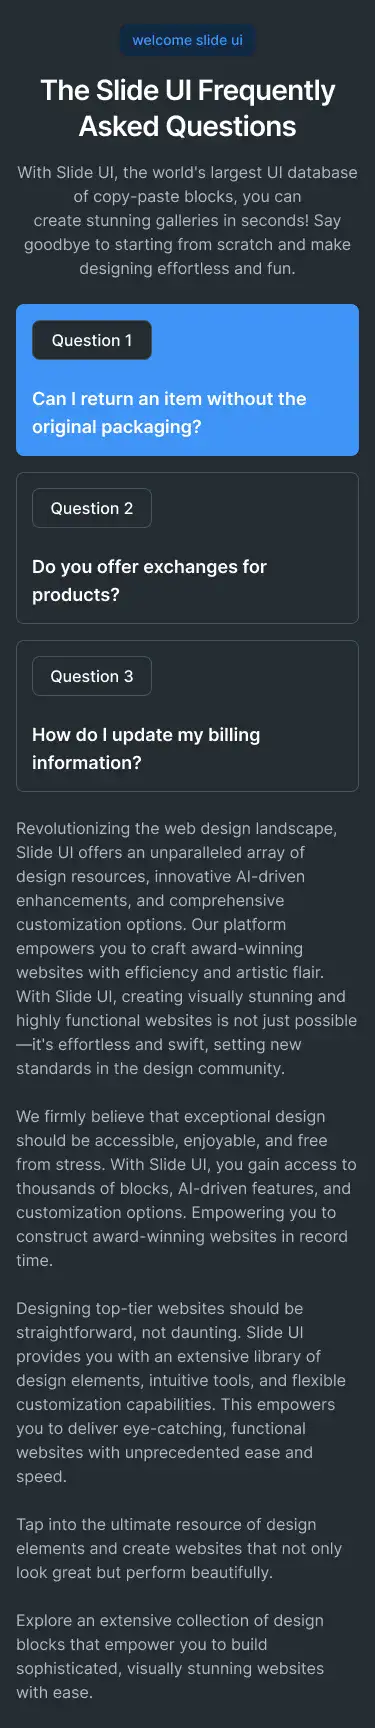 welcome slide ui
The Slide UI Frequently
Asked Questions
With Slide UI, the world's largest UI database
of copy-paste blocks, you can
create stunning galleries in seconds! Say
goodbye to starting from scratch and make
designing effortless and fun.
Question 1
Can I return an item without the
original packaging?
Question 2
Do you offer exchanges for
products?
Question 3
How do I update my billing
information?
Revolutionizing the web design landscape,
Slide UI offers an unparalleled array of
design resources, innovative AI-driven
enhancements, and comprehensive
customization options. Our platform
empowers you to craft award-winning
websites with efficiency and artistic flair.
With Slide UI, creating visually stunning and
highly functional websites is not just possible
—it's effortless and swift, setting new
standards in the design community.
We firmly believe that exceptional design
should be accessible, enjoyable, and free
from stress. With Slide UI, you gain access to
thousands of blocks, AI-driven features, and
customization options. Empowering you to
construct award-winning websites in record
time.
Designing top-tier websites should be
straightforward, not daunting. Slide UI
provides you with an extensive library of
design elements, intuitive tools, and flexible
customization capabilities. This empowers
you to deliver eye-catching, functional
websites with unprecedented ease and
speed.
Tap into the ultimate resource of design
elements and create websites that not only
look great but perform beautifully.
Explore an extensive collection of design
blocks that empower you to build
sophisticated, visually stunning websites
with ease.